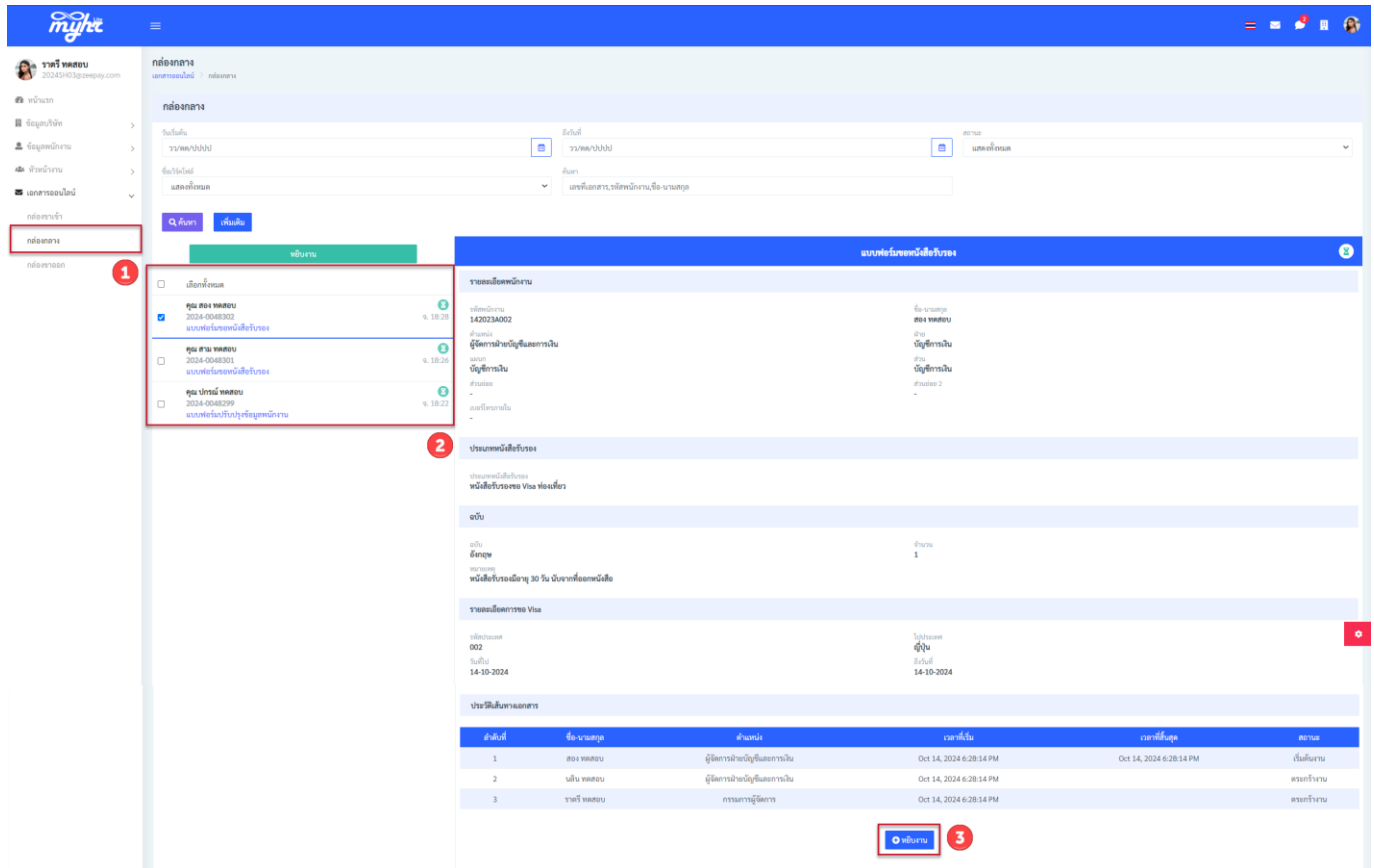 myhr Lite
2
ราตรี ทดสอบ
20245H03@zeepay.com
หน้าแรก
ข้อมูลบริษัท
ข้อมูลพนักงาน
หัวหน้างาน
เอกสารออนไลน์
กล่องขาเข้า
กล่องกลาง
กล่องขาออก
1
กล่องกลาง
เอกสารออนไลน์ > กล่องกลาง
กล่องกลาง
วันเริ่มต้น
วว/ดด/ปปปป
ถึงวันที่
วว/ดด/ปปปป
สถานะ
แสดงทั้งหมด
ชื่อเวิร์คโฟล์
แสดงทั้งหมด
ค้นหา
เลขที่เอกสาร,รหัสพนักงาน,ชื่อ-นามสกุล
ค้นหา
เพิ่มเติม
หยิบงาน
เลือกทั้งหมด
คุณ สอง ทดสอบ
2024-0048302 จ. 18:28
แบบฟอร์มขอหนังสือรับรอง
คุณ สาม ทดสอบ
2024-0048301 จ. 18:26
แบบฟอร์มขอหนังสือรับรอง
คุณ ปกรณ์ ทดสอบ
2024-0048299 จ. 18:22
แบบฟอร์มปรับปรุงข้อมูลพนักงาน
2
แบบฟอร์มขอหนังสือรับรอง
รายละเอียดพนักงาน
รหัสพนักงาน
142023A002
ชื่อ-นามสกุล
สอง ทดสอบ
ตำแหน่ง
ผู้จัดการฝ่ายบัญชีและการเงิน
ฝ่าย
บัญชีการเงิน
แผนก
บัญชีการเงิน
ส่วน
บัญชีการเงิน
ส่วนย่อย
-
ส่วนย่อย 2
-
เบอร์โทรภายใน
-
ประเภทหนังสือรับรอง
ประเภทหนังสือรับรอง
หนังสือรับรองขอ Visa ท่องเที่ยว
ฉบับ
ฉบับ
อังกฤษ
จำนวน
1
หมายเหตุ
หนังสือรับรองมีอายุ 30 วัน นับจากที่ออกหนังสือ
รายละเอียดการขอ Visa
รหัสประเทศ
002
ไปประเทศ
ญี่ปุ่น
วันที่ไป
14-10-2024
ถึงวันที่
14-10-2024
ประวัติเส้นทางเอกสาร
ลำดับที่ ชื่อ-นามสกุล ตำแหน่ง เวลาที่เริ่ม เวลาที่สิ้นสุด สถานะ
1 สอง ทดสอบ ผู้จัดการฝ่ายบัญชีและการเงิน Oct 14, 2024 6:28:14 PM Oct 14, 2024 6:28:14 PM เริ่มต้นงาน
2 นลิน ทดสอบ ผู้จัดการฝ่ายบัญชีและการเงิน Oct 14, 2024 6:28:14 PM ตระกร้างาน
3 ราตรี ทดสอบ กรรมการผู้จัดการ Oct 14, 2024 6:28:14 PM ตระกร้างาน
หยิบงาน
3